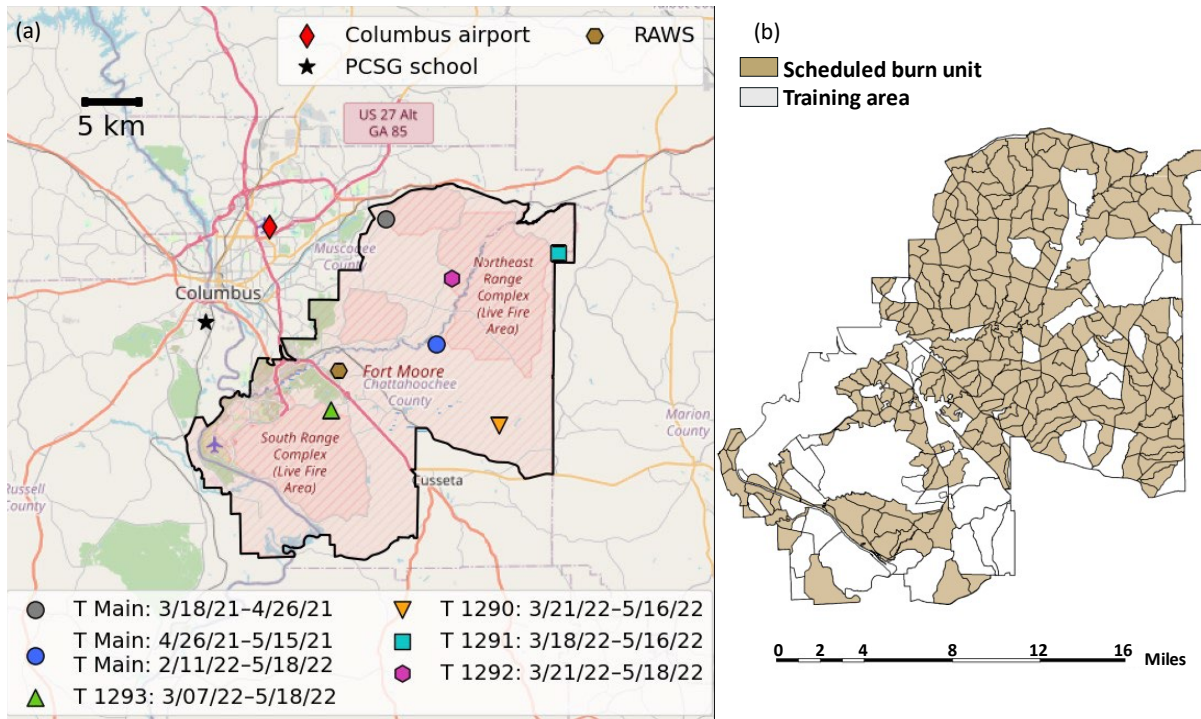 (a)
Columbus airport
RAWS
PCSG school
5 km
US 27 Alt
GA 85
Muscogee
County
Columbus
Northeast
Range
Complex
(Live Fire
Area)
Fort Moore
Chattahoochee
County
Marion
County
South Range
Complex
(Live Fire
Area)
Cusseta
Russell
County
T Main: 3/18/21–4/26/21
T Main: 4/26/21–5/15/21
T Main: 2/11/22–5/18/22
T 1293: 3/07/22–5/18/22
T 1290: 3/21/22–5/16/22
T 1291: 3/18/22–5/16/22
T 1292: 3/21/22–5/18/22
(b)
Scheduled burn unit
Training area
0 2 4 8 12 16 Miles